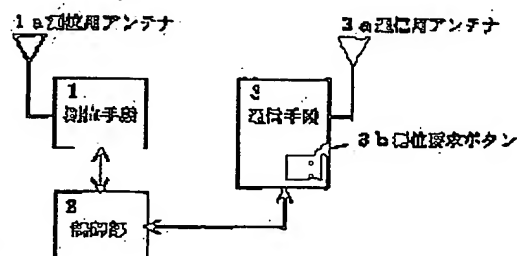 1a測位用アンテナ
3a通信用アンテナ
1
測位手段
3
通信手段
3b測位要求ボタン
2
制御部